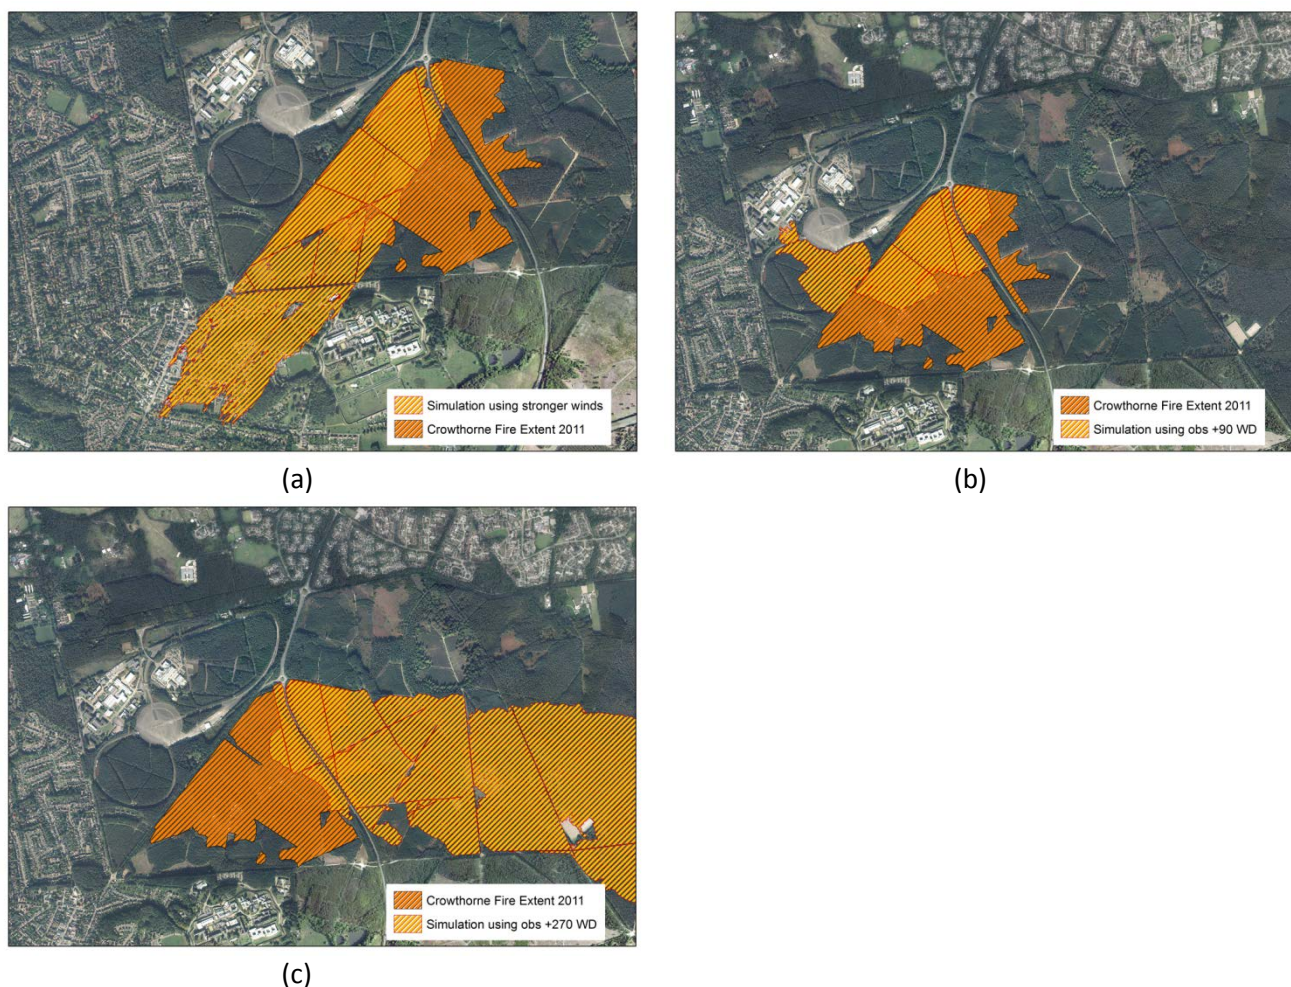 Simulation using stronger winds
Crowthorne Fire Extent 2011
(a)
Crowthorne Fire Extent 2011
Simulation using obs +90 WD
(b)
Crowthorne Fire Extent 2011
Simulation using obs +270 WD
(c)